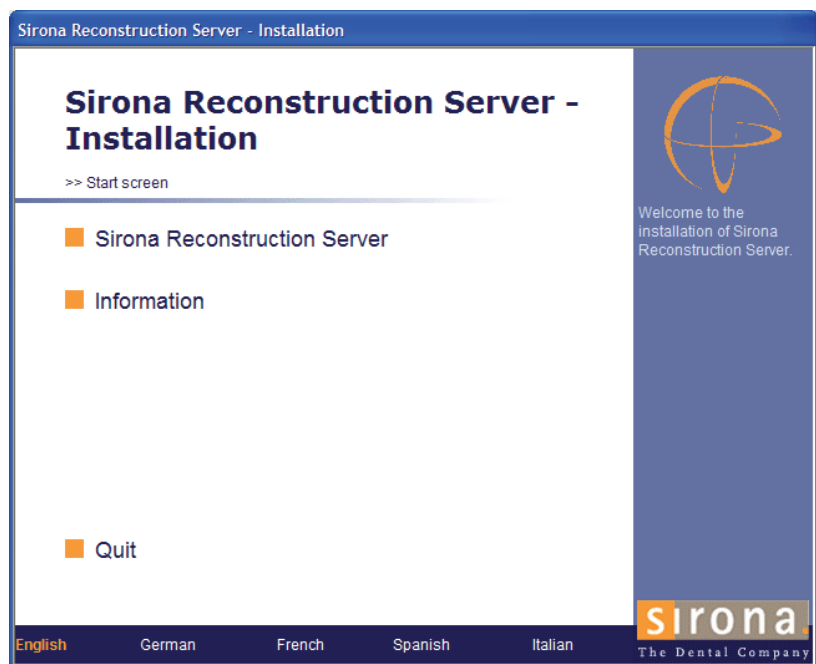 Sirona Reconstruction Server - Installation
Sirona Reconstruction Server -
Installation
>> Start screen
Sirona Reconstruction Server
Information
Quit
Welcome to the
installation of Sirona
Reconstruction Server.
English German French Spanish Italian
sırona.
The Dental Company